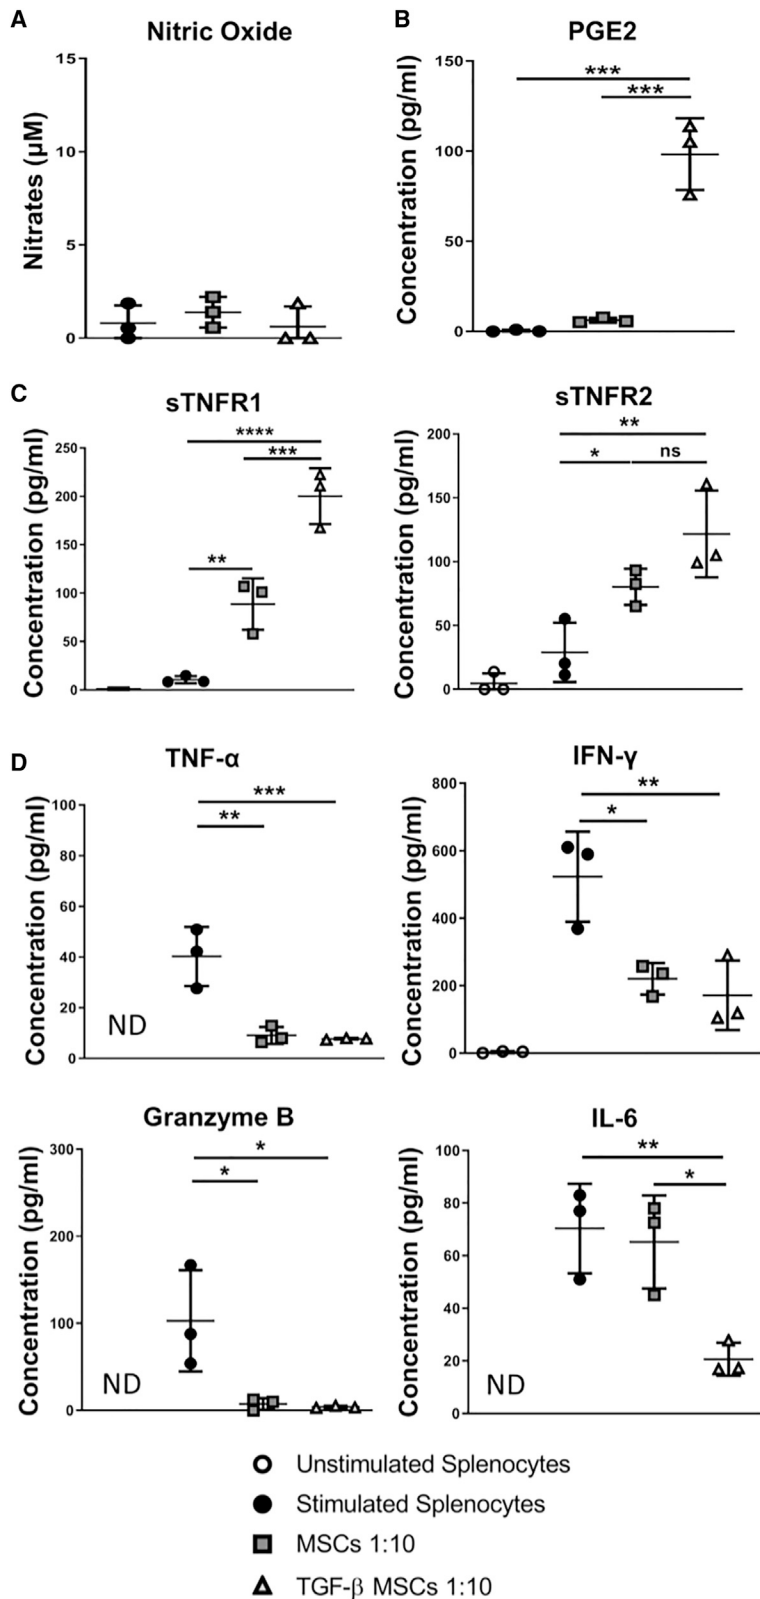 A
Nitric Oxide
Nitrates (µM)
15
10
5
0
B
PGE2
Concentration (pg/ml)
150
100
50
0
***
***
C
sTNFR1
Concentration (pg/ml)
250
200
150
100
50
0
****
***
**
sTNFR2
Concentration (pg/ml)
200
150
100
50
0
**
*
ns
D
TNF-α
Concentration (pg/ml)
100
80
60
40
20
0
***
**
ND
IFN-γ
Concentration (pg/ml)
800
600
400
200
0
**
*
Granzyme B
Concentration (pg/ml)
300
200
100
0
*
*
ND
IL-6
Concentration (pg/ml)
100
80
60
40
20
0
**
*
ND
Unstimulated Splenocytes
Stimulated Splenocytes
MSCs 1:10
TGF-β MSCs 1:10